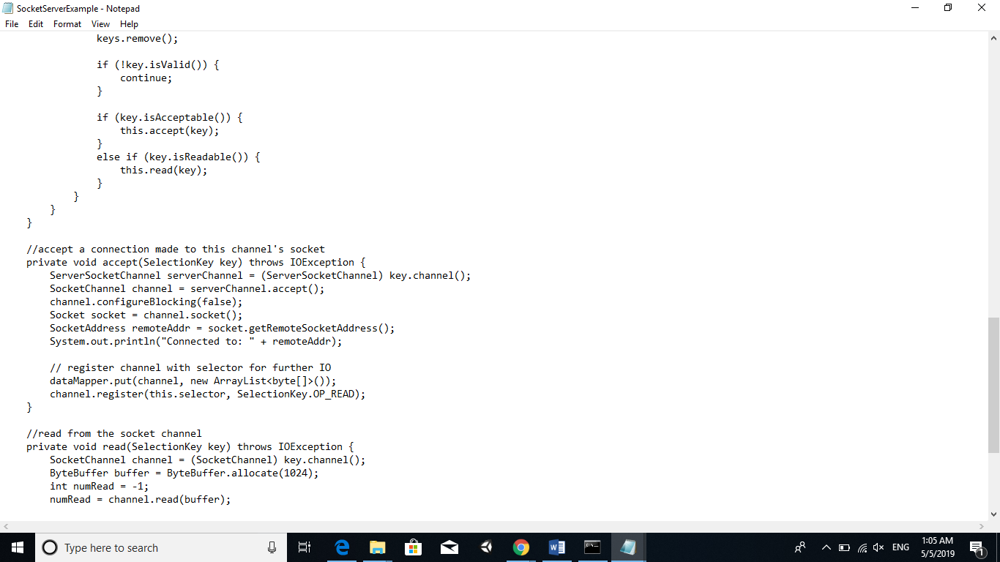 SocketServerExample - Notepad
File Edit Format View Help
            keys.remove();

            if (!key.isValid()) {
                continue;
            }

            if (key.isAcceptable()) {
                this.accept(key);
            }
            else if (key.isReadable()) {
                this.read(key);
            }
        }
    }
}

//accept a connection made to this channel's socket
private void accept(SelectionKey key) throws IOException {
    ServerSocketChannel serverChannel = (ServerSocketChannel) key.channel();
    SocketChannel channel = serverChannel.accept();
    channel.configureBlocking(false);
    Socket socket = channel.socket();
    SocketAddress remoteAddr = socket.getRemoteSocketAddress();
    System.out.println("Connected to: " + remoteAddr);

    // register channel with selector for further IO
    dataMapper.put(channel, new ArrayList<byte[]>());
    channel.register(this.selector, SelectionKey.OP_READ);
}

//read from the socket channel
private void read(SelectionKey key) throws IOException {
    SocketChannel channel = (SocketChannel) key.channel();
    ByteBuffer buffer = ByteBuffer.allocate(1024);
    int numRead = -1;
    numRead = channel.read(buffer);
Type here to search
ENG
1:05 AM
5/5/2019
1